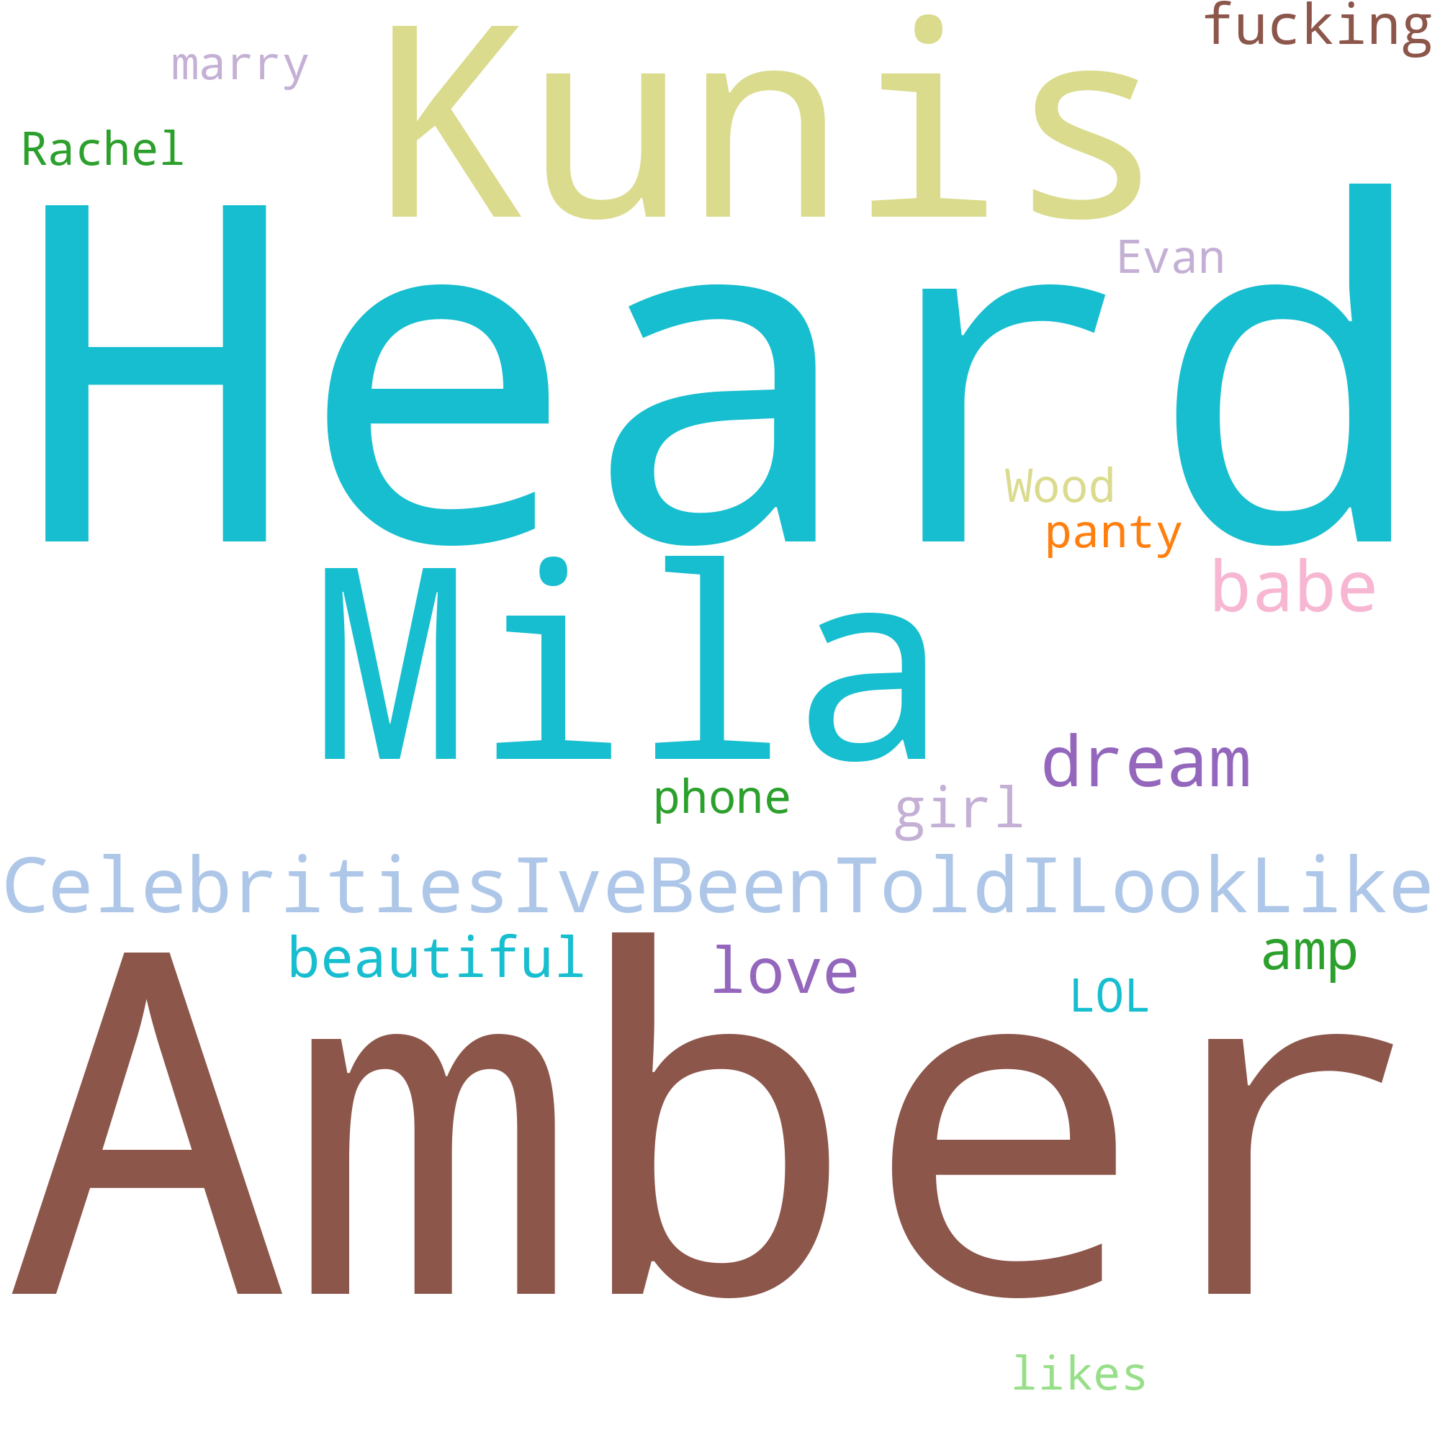 fucking
Kunis
marry
Rachel
Heard
Evan
Wood
panty
Mila
babe
dream
phone
girl
CelebritiesIveBeenToldILookLike
beautiful
love
amp
LOL
Amber
likes